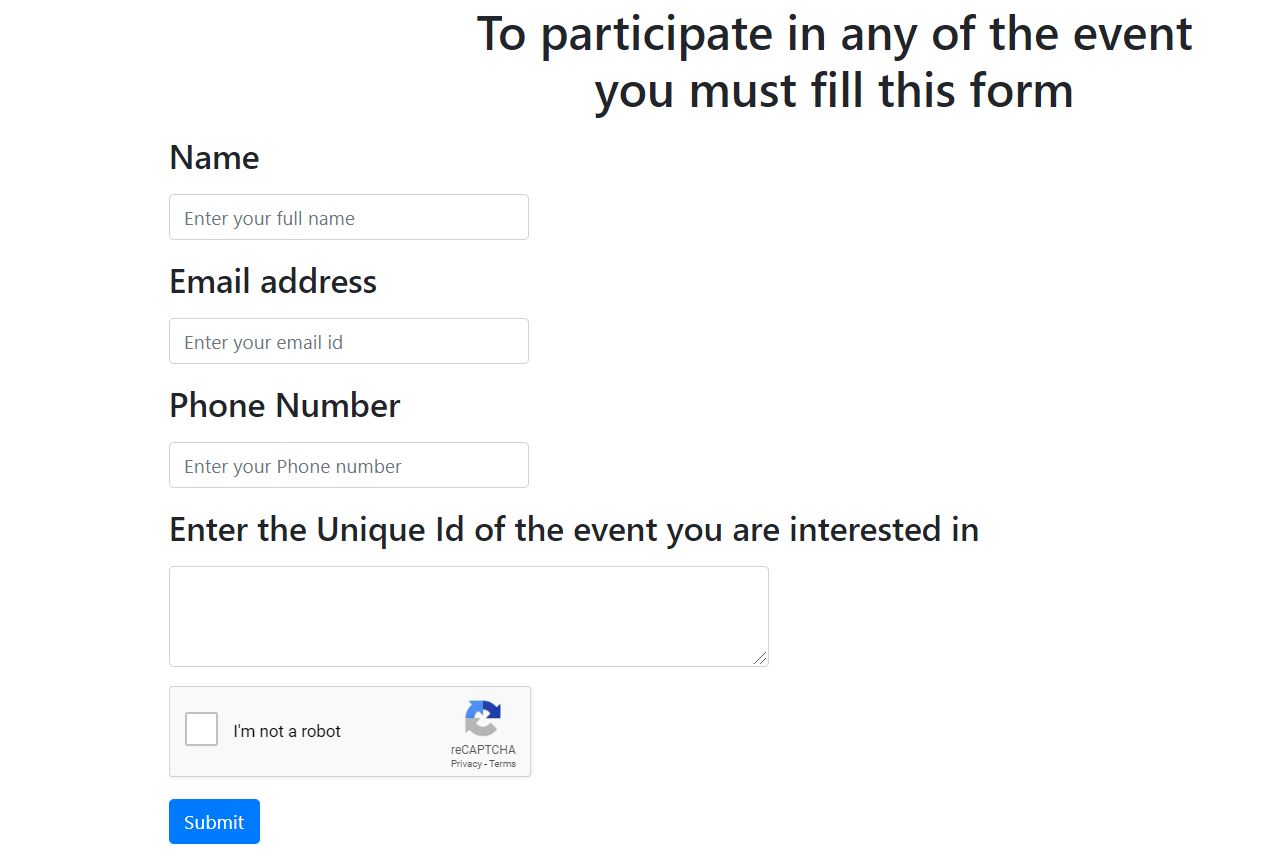 To participate in any of the event
you must fill this form
Name
Enter your full name
Email address
Enter your email id
Phone Number
Enter your Phone number
Enter the Unique Id of the event you are interested in
I'm not a robot
reCAPTCHA
Privacy - Terms
Submit